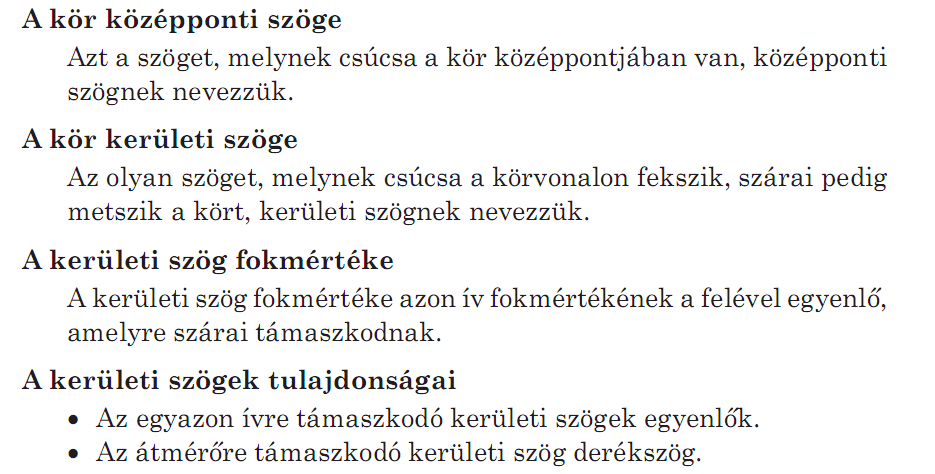 A kör középponti szöge
Azt a szöget, melynek csúcsa a kör középpontjában van, középponti
szögnek nevezzük.
A kör kerületi szöge
Az olyan szöget, melynek csúcsa a körvonalon fekszik, szárai pedig
metszik a kört, kerületi szögnek nevezzük.
A kerületi szög fokmértéke
A kerületi szög fokmértéke azon ív fokmértékének a felével egyenlő,
amelyre szárai támaszkodnak.
A kerületi szögek tulajdonságai
• Az egyazon ívre támaszkodó kerületi szögek egyenlők.
• Az átmérőre támaszkodó kerületi szög derékszög.